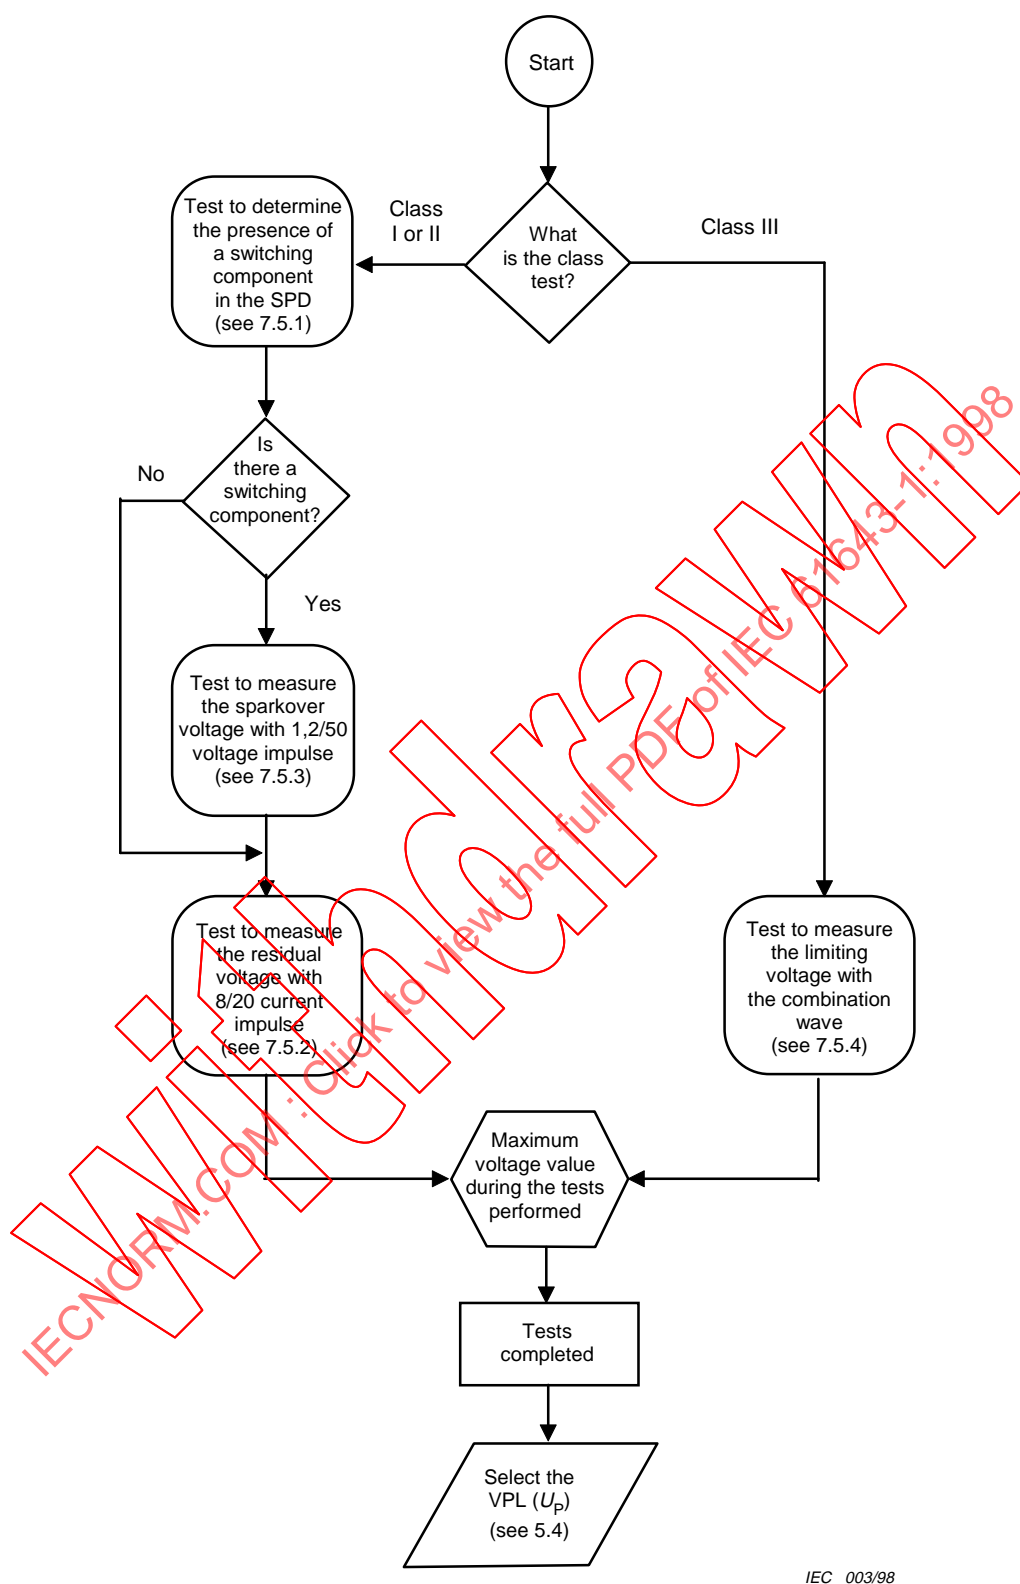 Start
Test to determine
the presence of
a switching
component
in the SPD
(see 7.5.1)
Class
I or II
What
is the class
test?
Class III
Is
there a
switching
component?
No
Yes
Test to measure
the sparkover
voltage with 1,2/50
voltage impulse
(see 7.5.3)
Test to measure
the residual
voltage with
8/20 current
impulse
(see 7.5.2)
Test to measure
the limiting
voltage with
the combination
wave
(see 7.5.4)
Maximum
voltage value
during the tests
performed
Tests
completed
Select the
VPL (UP)
(see 5.4)
IEC 003/98
Withdrawn
IECNORM.COM : Click to view the full PDF of IEC 61643-1:1998